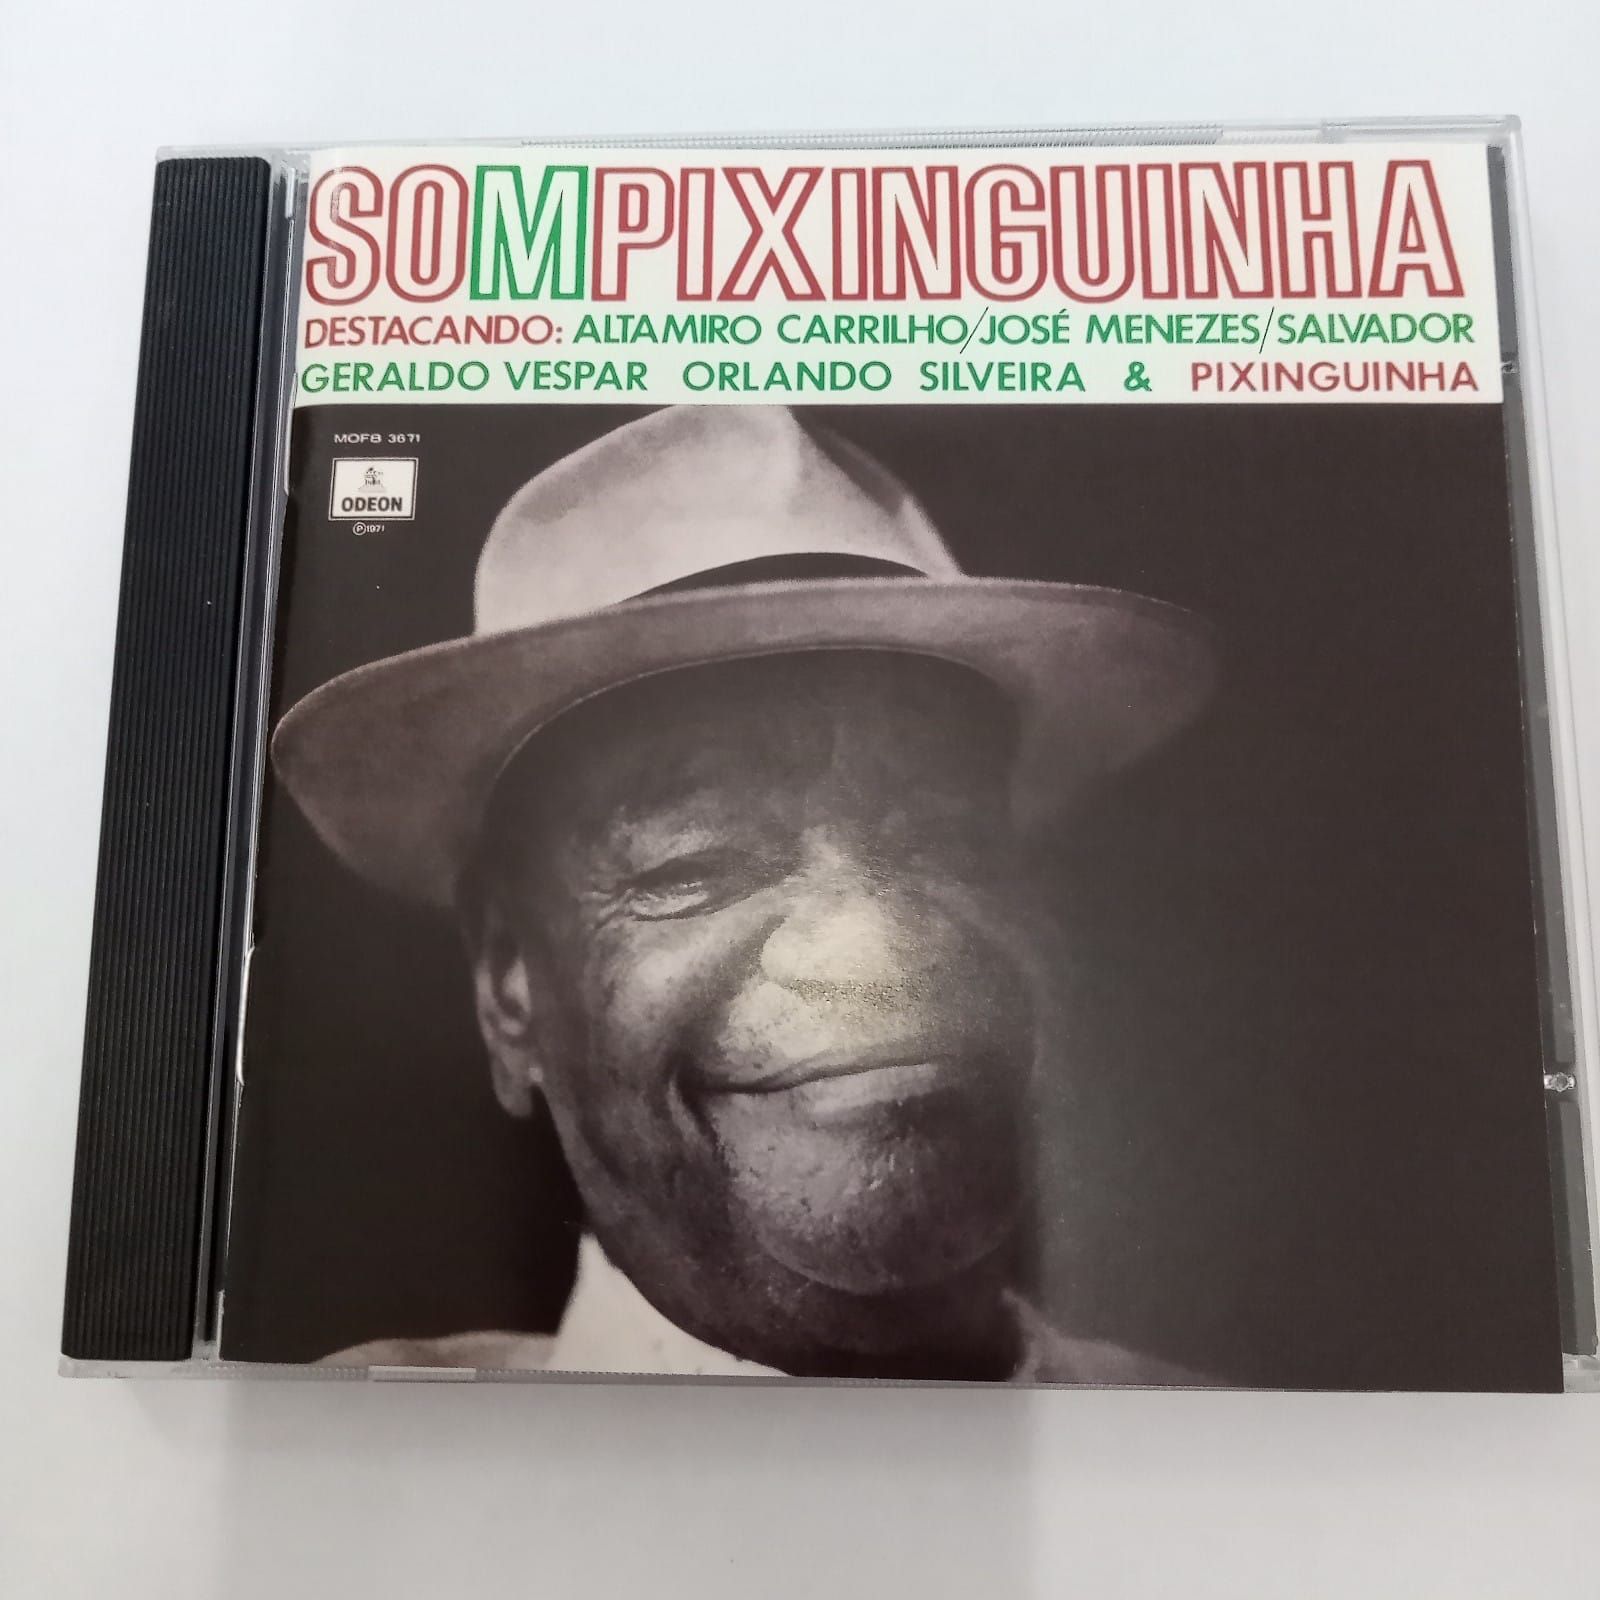 SOMPIXINGUINHA
DESTACANDO: ALTAMIRO CARRILHO/JOSÉ MENEZES/SALVADOR
GERALDO VESPAR ORLANDO SILVEIRA & PIXINGUINHA
MOFB 3671
ODEON
℗1971